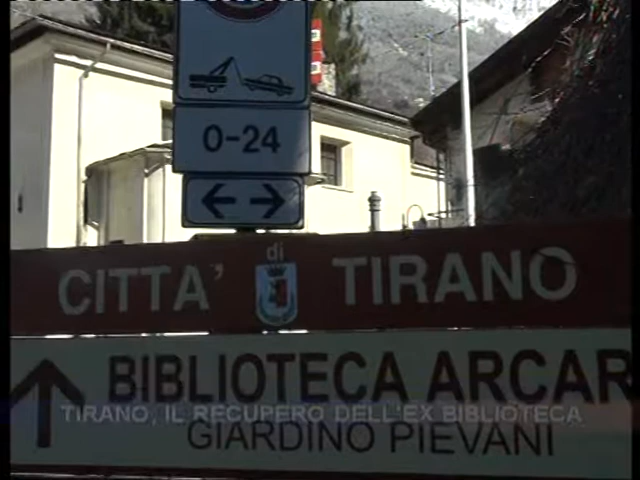 0-24
CITTA' di TIRANO
BIBLIOTECA ARCAR
TIRANO, IL RECUPERO DELL'EX BIBLIOTECA
GIARDINO PIEVANI